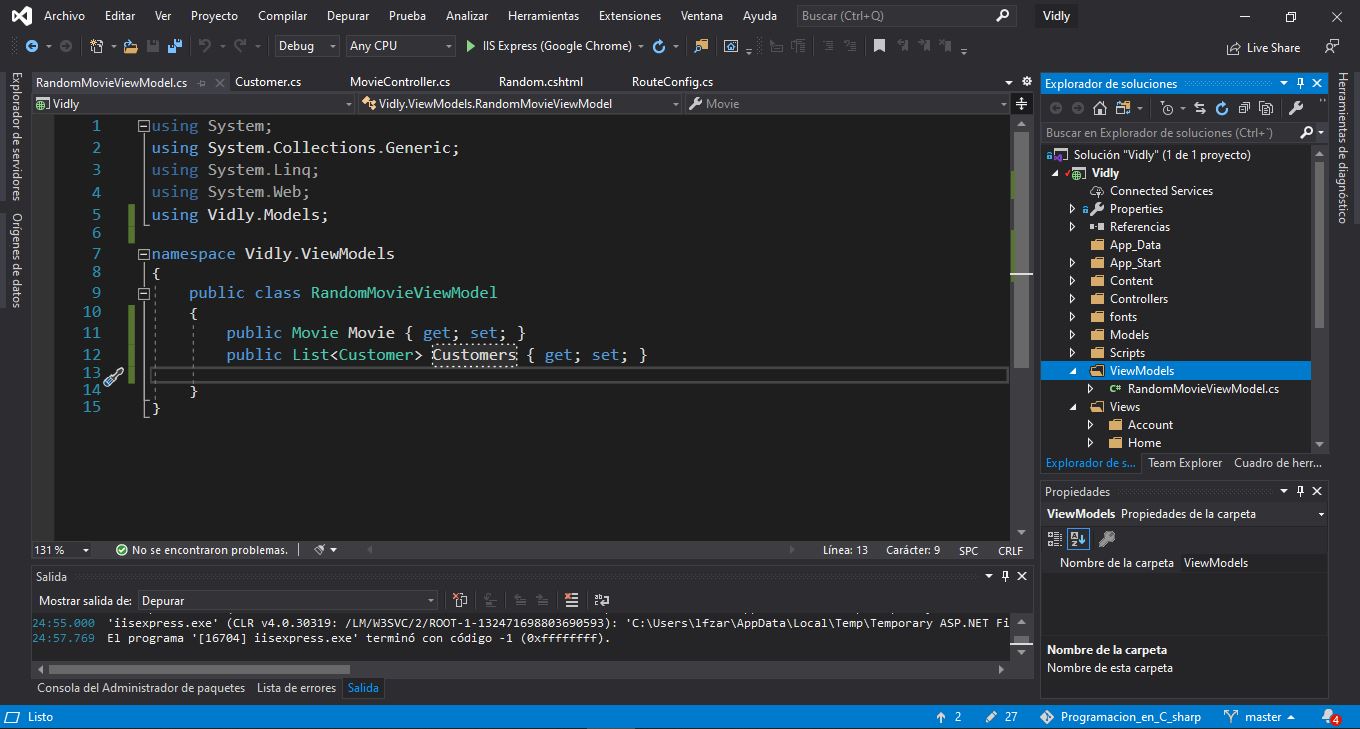 Archivo Editar Ver Proyecto Compilar Depurar Prueba Analizar Herramientas Extensiones Ventana Ayuda Buscar (Ctrl+Q) Vidly
Debug Any CPU IIS Express (Google Chrome) Live Share
Explorador de servidores
Orígenes de datos
RandomMovieViewModel.cs Customer.cs MovieController.cs Random.cshtml RouteConfig.cs
Vidly Vidly.ViewModels.RandomMovieViewModel Movie
1 using System;
2 using System.Collections.Generic;
3 using System.Linq;
4 using System.Web;
5 using Vidly.Models;
6
7 namespace Vidly.ViewModels
8 {
9 public class RandomMovieViewModel
10 {
11 public Movie Movie { get; set; }
12 public List<Customer> Customers { get; set; }
13
14 }
15 }
131 % No se encontraron problemas. Línea: 13 Carácter: 9 SPC CRLF
Salida
Mostrar salida de: Depurar
24:55.000 'iisexpress.exe' (CLR v4.0.30319: /LM/W3SVC/2/ROOT-1-132471698803690593): 'C:\Users\lfzar\AppData\Local\Temp\Temporary ASP.NET Fi
24:57.769 El programa '[16704] iisexpress.exe' terminó con código -1 (0xffffffff).
Consola del Administrador de paquetes Lista de errores Salida
Explorador de soluciones
Buscar en Explorador de soluciones (Ctrl+`)
Solución "Vidly" (1 de 1 proyecto)
Vidly
Connected Services
Properties
Referencias
App_Data
App_Start
Content
Controllers
fonts
Models
Scripts
ViewModels
C# RandomMovieViewModel.cs
Views
Account
Home
Explorador de s... Team Explorer Cuadro de herr...
Propiedades
ViewModels Propiedades de la carpeta
Nombre de la carpeta ViewModels
Nombre de la carpeta
Nombre de esta carpeta
Herramientas de diagnóstico
Listo 2 27 Programacion_en_C_sharp master 4